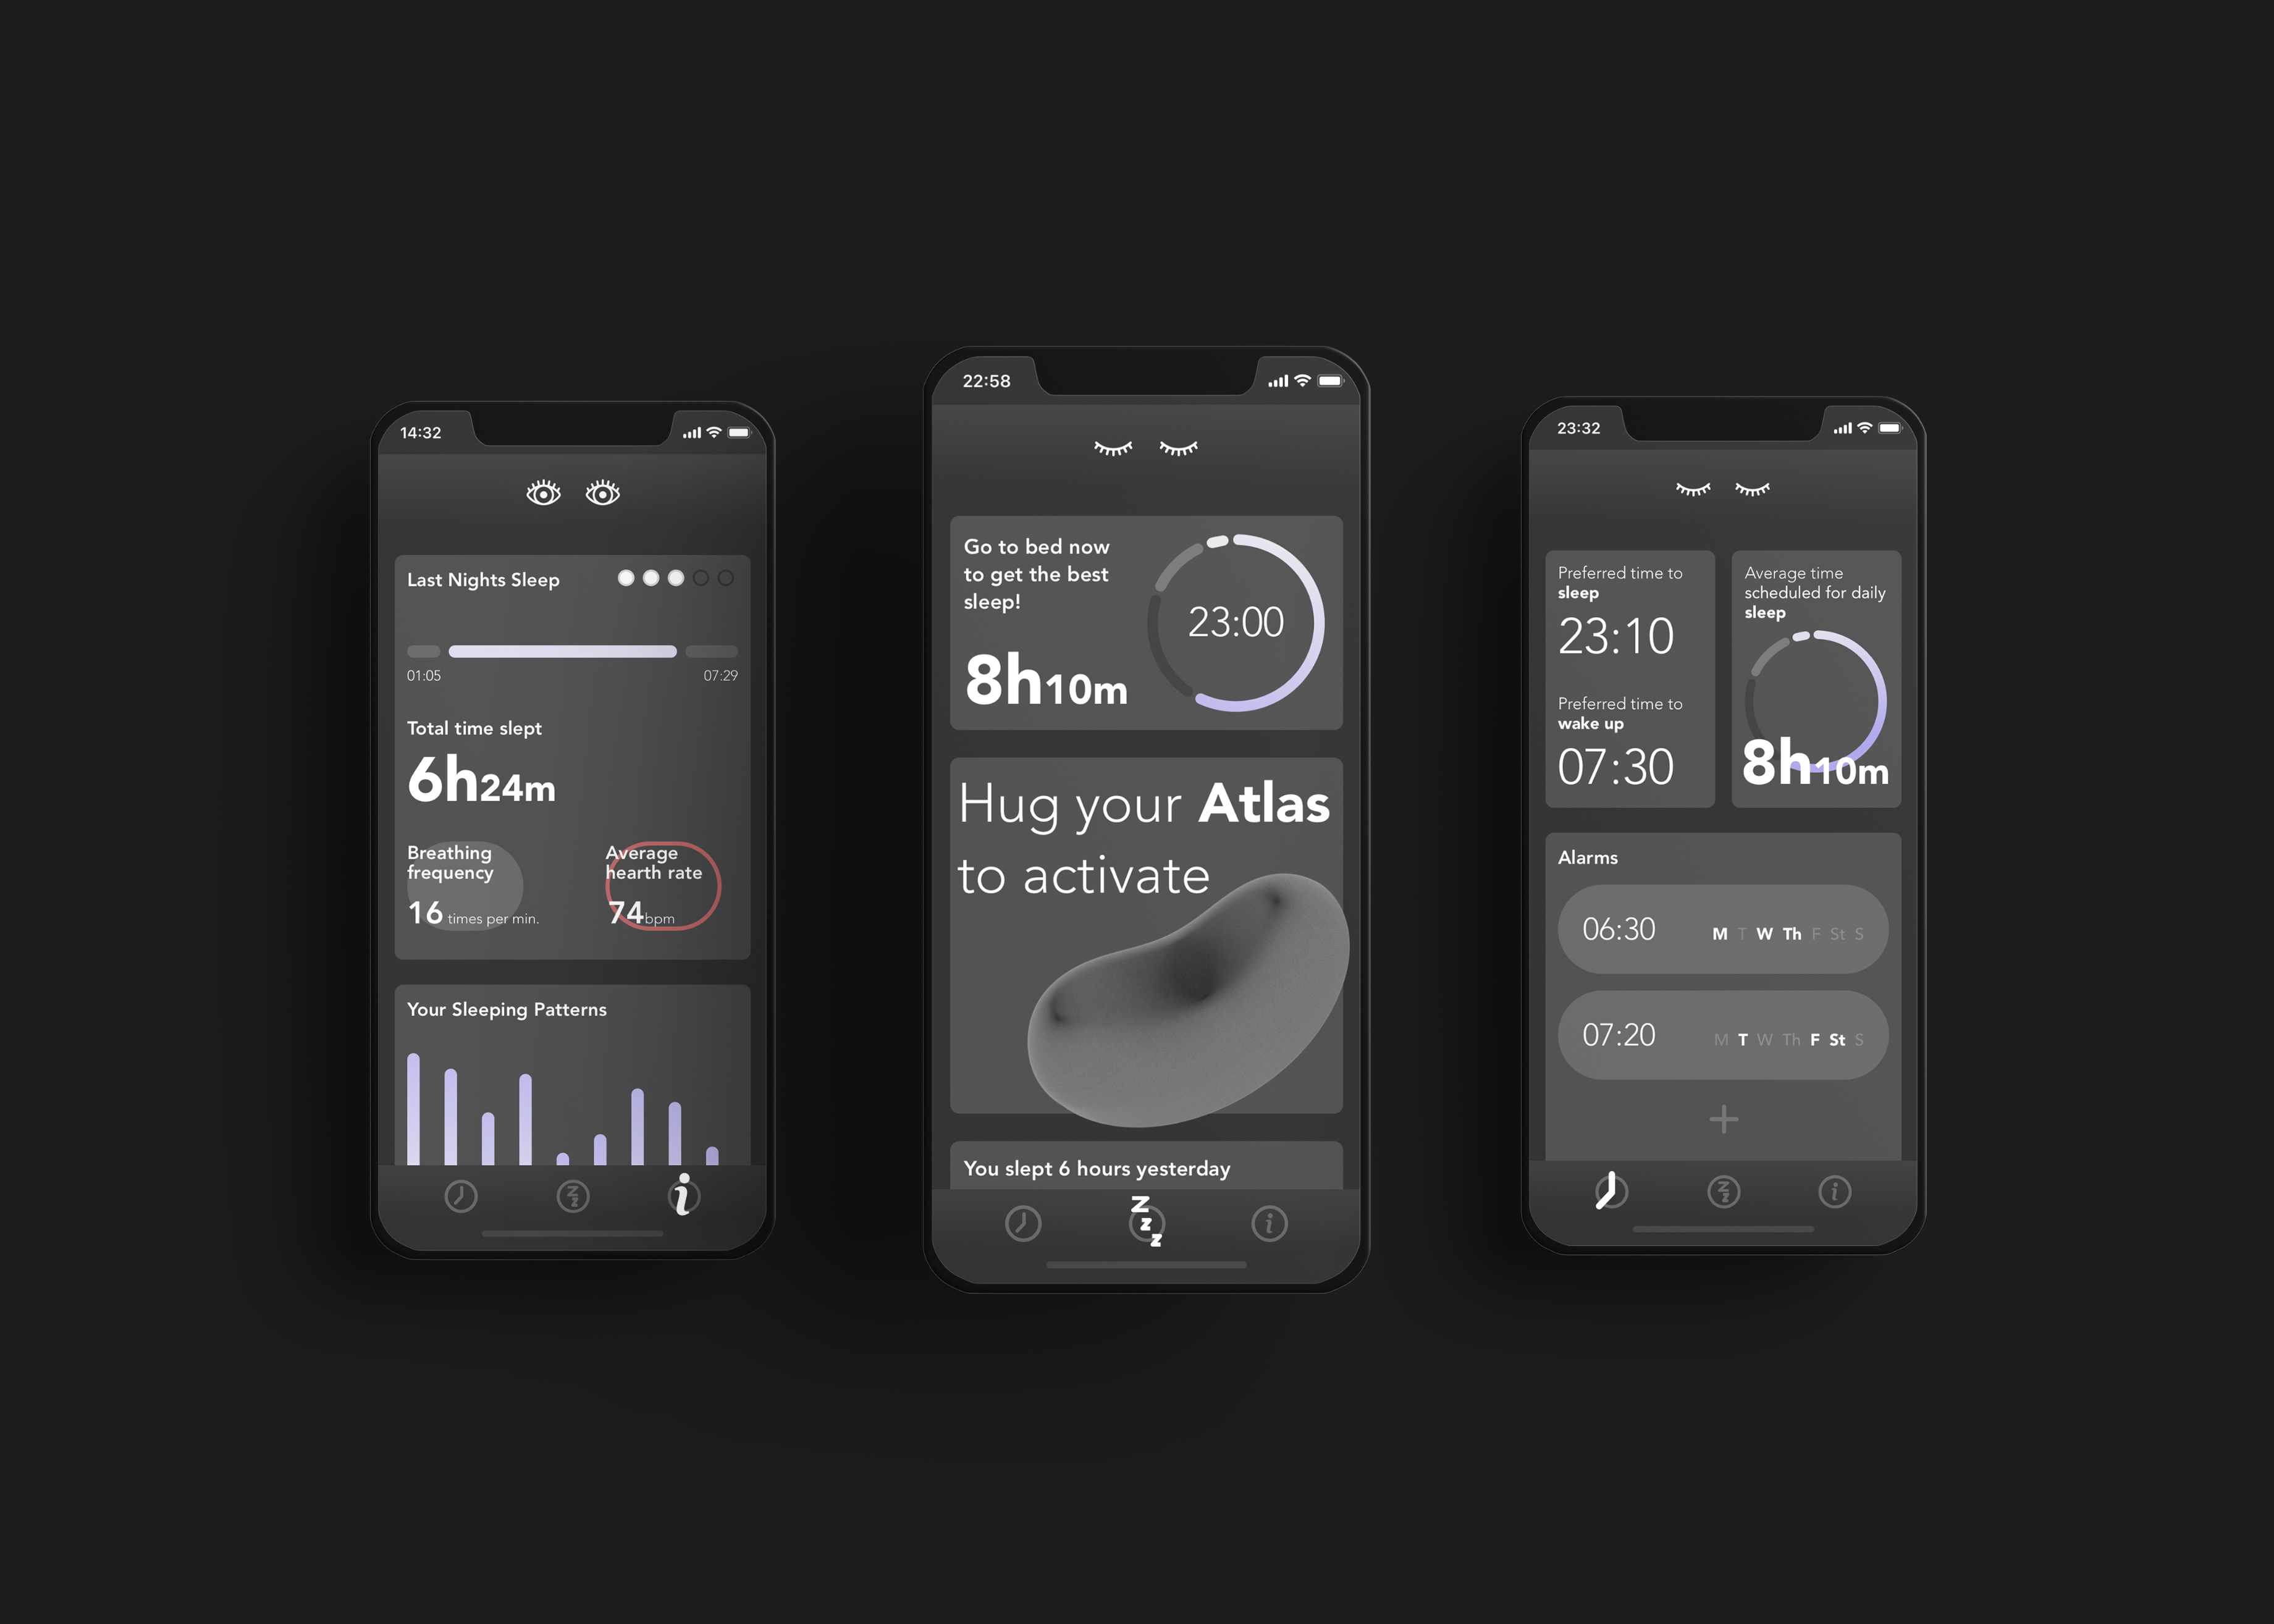 14:32
Last Nights Sleep
01:05 07:29
Total time slept
6h24m
Breathing
frequency
16 times per min.
Average
hearth rate
74bpm
Your Sleeping Patterns
i
22:58
Go to bed now
to get the best
sleep!
8h10m
23:00
Hug your Atlas
to activate
You slept 6 hours yesterday
z
z
z
i
23:32
Preferred time to
sleep
23:10
Preferred time to
wake up
07:30
Average time
scheduled for daily
sleep
8h10m
Alarms
06:30 M T W Th F St S
07:20 M T W Th F St S
+
z
z
i